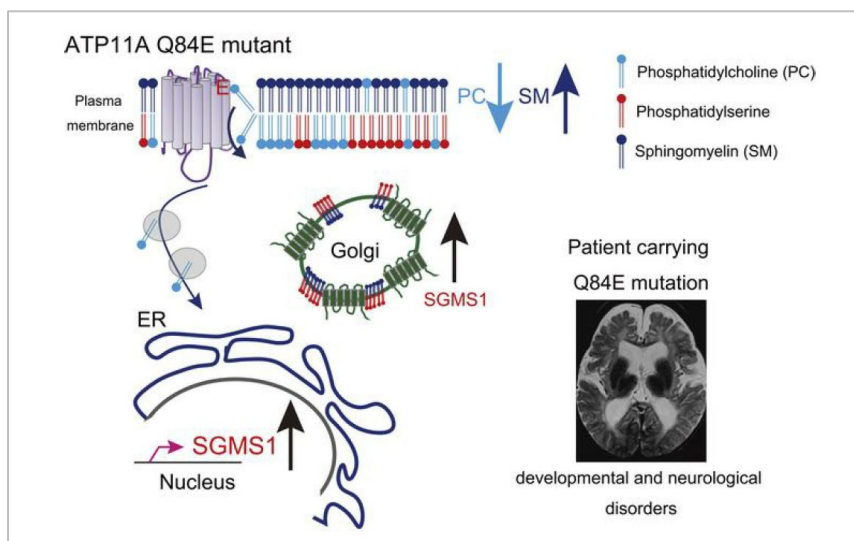 ATP11A Q84E mutant
E
Plasma
membrane
PC
SM
Phosphatidylcholine (PC)
Phosphatidylserine
Sphingomyelin (SM)
Golgi
SGMS1
Patient carrying
Q84E mutation
ER
SGMS1
Nucleus
developmental and neurological
disorders